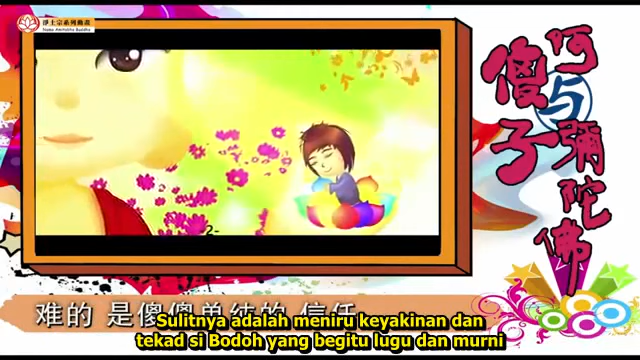 淨土宗系列動畫
Namo Amitabha Buddha
傻子
与
阿彌陀佛
2-
难的 是傻傻单纯的 信任
Sulitnya adalah meniru keyakinan dan
tekad si Bodoh yang begitu lugu dan murni